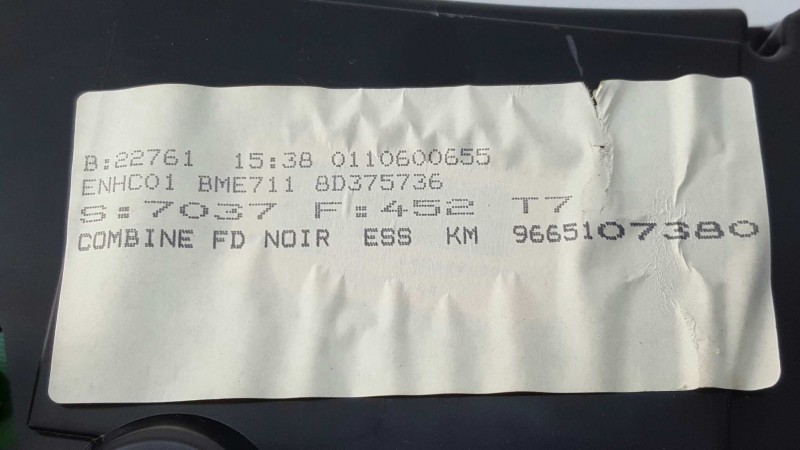 B:22761 15:38 0110600655
ENHC01 BME711 8D375736
S:7037 F:452 T7
COMBINE FD NOIR ESS KM 9665107380